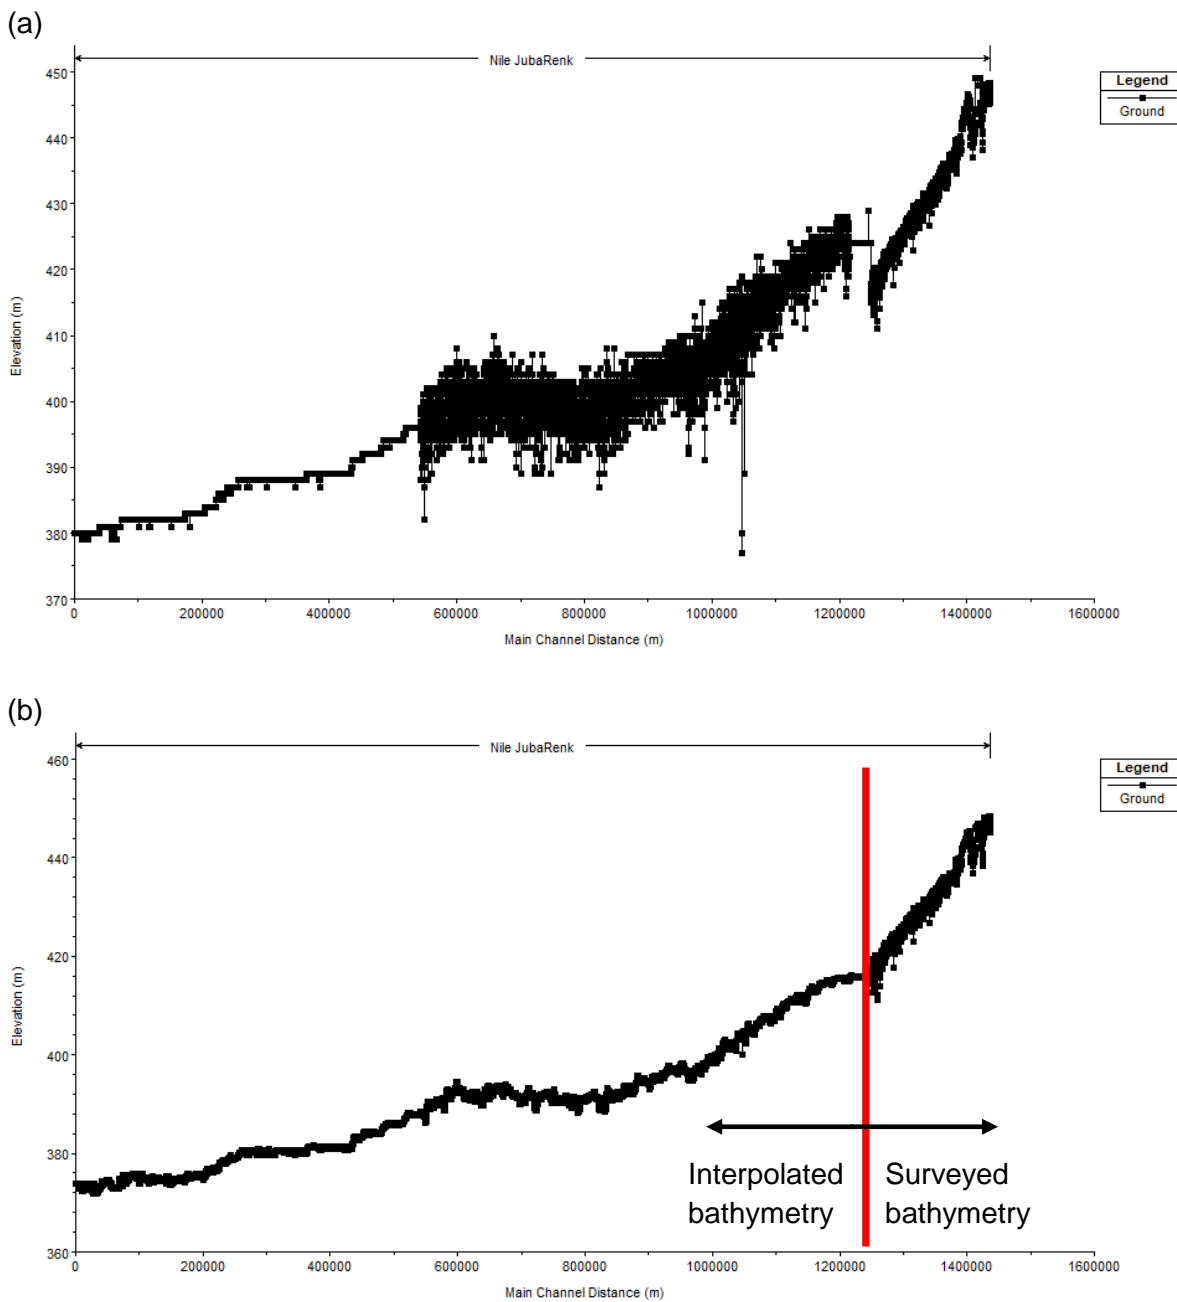 (a)
Nile JubaRenk
Legend
Ground
450
440
430
420
410
400
390
380
370
Elevation (m)
0 200000 400000 600000 800000 1000000 1200000 1400000 1600000
Main Channel Distance (m)
(b)
Nile JubaRenk
Legend
Ground
460
440
420
400
380
360
Elevation (m)
Interpolated bathymetry
Surveyed bathymetry
0 200000 400000 600000 800000 1000000 1200000 1400000 1600000
Main Channel Distance (m)